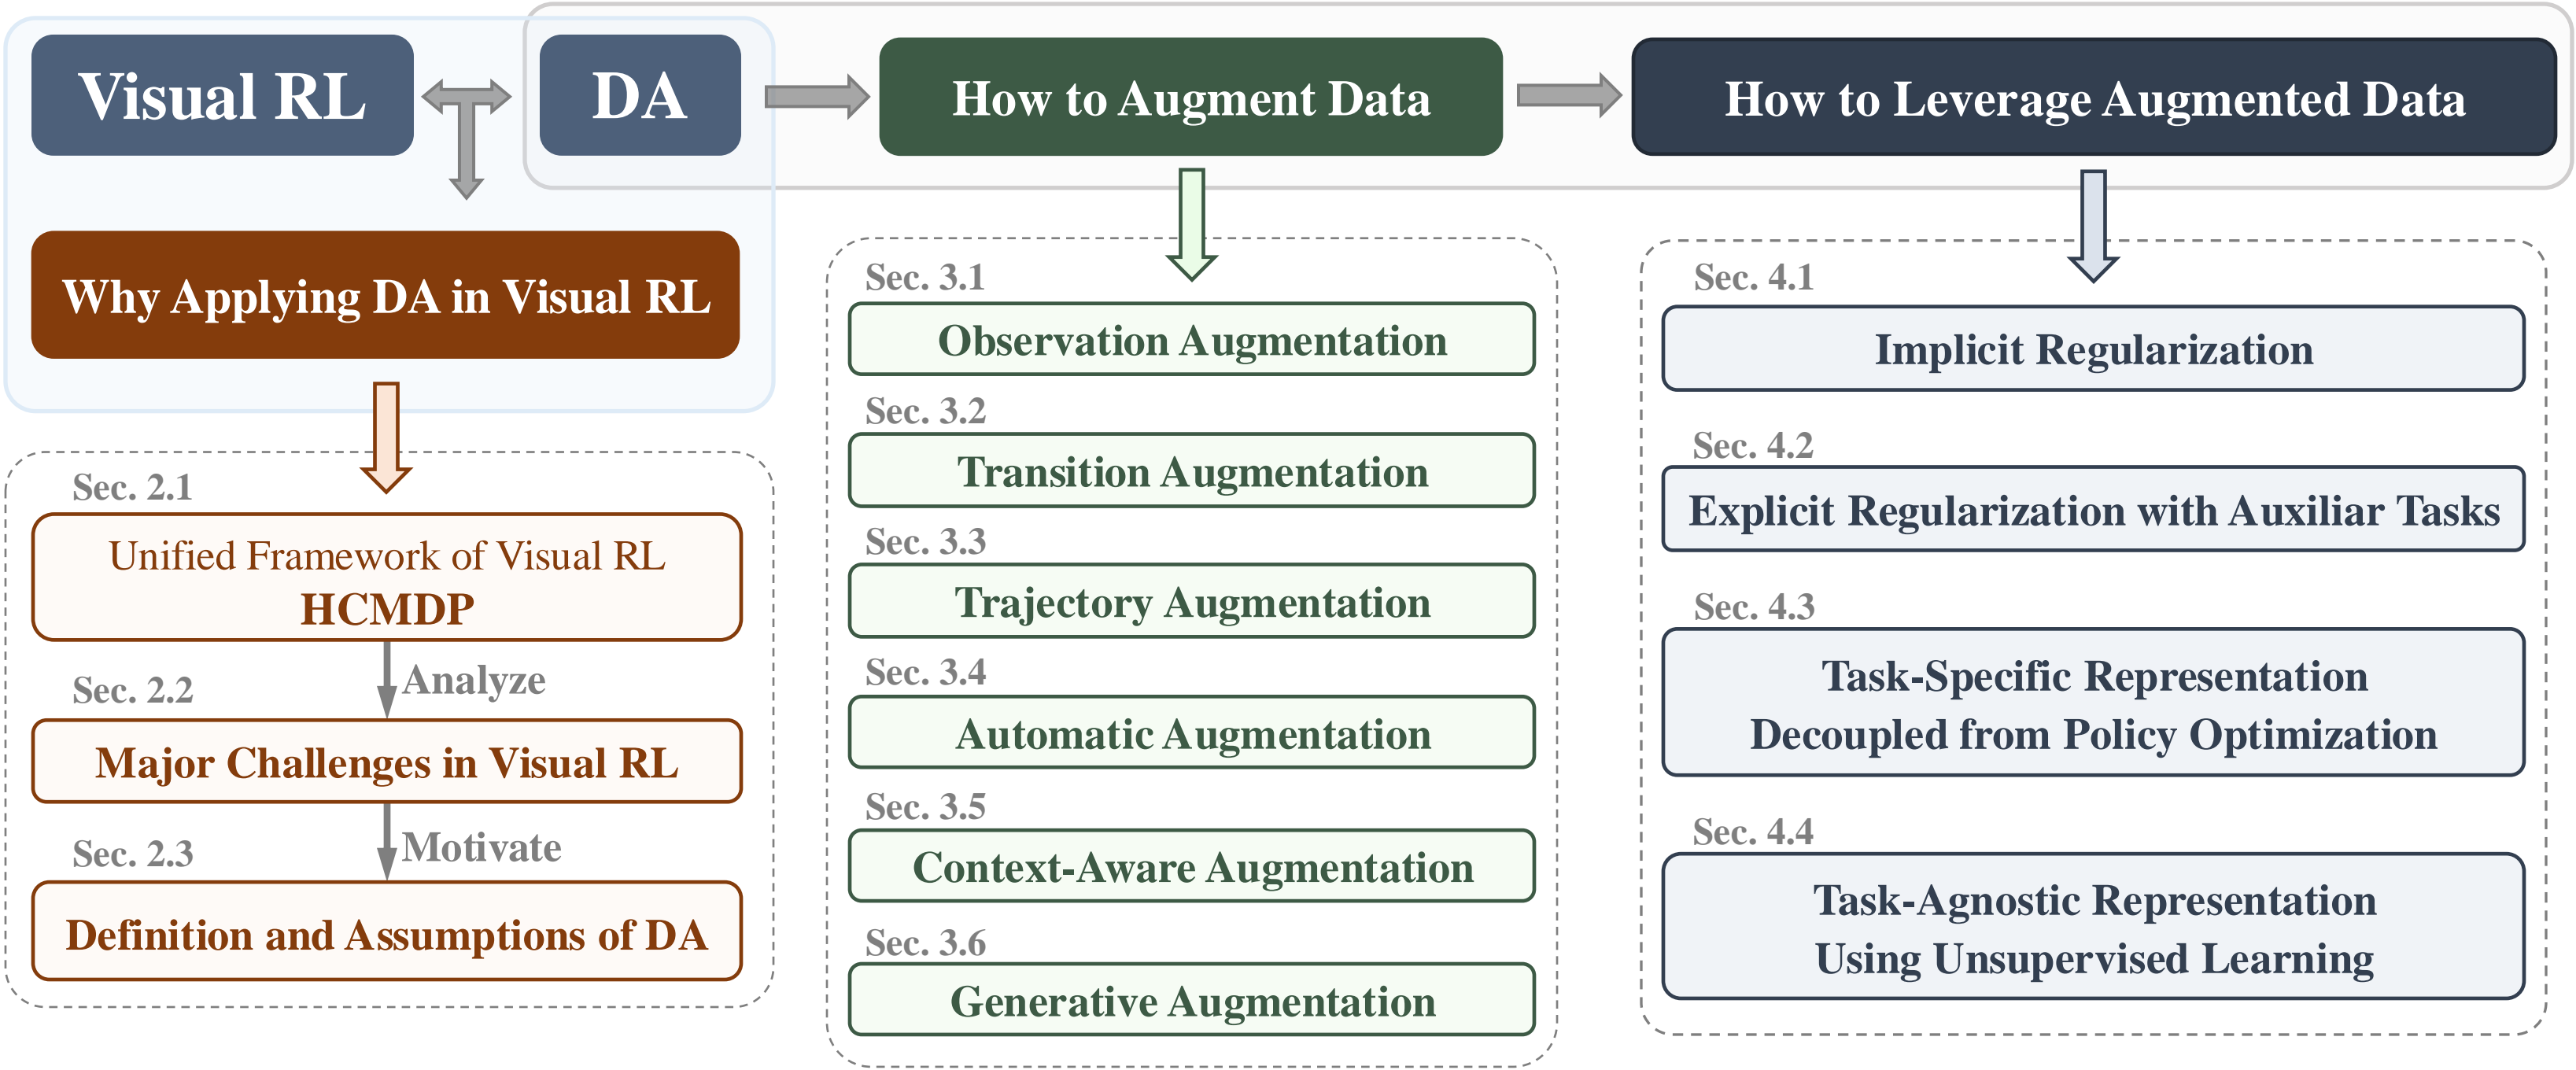 Visual RL
DA
How to Augment Data
How to Leverage Augmented Data
Why Applying DA in Visual RL
Sec. 2.1
Unified Framework of Visual RL
HCMDP
Analyze
Sec. 2.2
Major Challenges in Visual RL
Motivate
Sec. 2.3
Definition and Assumptions of DA
Sec. 3.1
Observation Augmentation
Sec. 3.2
Transition Augmentation
Sec. 3.3
Trajectory Augmentation
Sec. 3.4
Automatic Augmentation
Sec. 3.5
Context-Aware Augmentation
Sec. 3.6
Generative Augmentation
Sec. 4.1
Implicit Regularization
Sec. 4.2
Explicit Regularization with Auxiliar Tasks
Sec. 4.3
Task-Specific Representation
Decoupled from Policy Optimization
Sec. 4.4
Task-Agnostic Representation
Using Unsupervised Learning